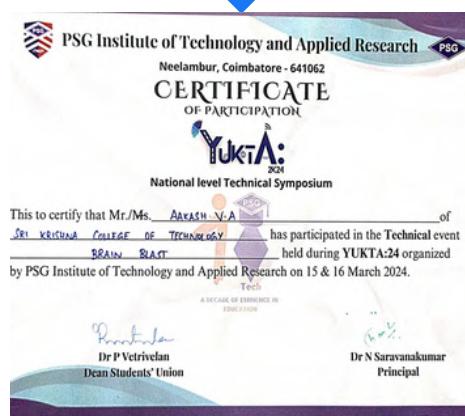 PSG Institute of Technology and Applied Research PSG
Neelambur, Coimbatore - 641062
CERTIFICATE
OF PARTICIPATION
YUKTA:
2K24
National level Technical Symposium
This to certify that Mr./Ms. AAKASH V.A of
SRI KRISHNA COLLEGE OF TECHNOLOGY has participated in the Technical event
BRAIN BLAST held during YUKTA:24 organized
by PSG Institute of Technology and Applied Research on 15 & 16 March 2024.
PSG
Tech
A DECADE OF EMINENCE IN
EDUCATION
Dr P Vetrivelan
Dean Students' Union
Dr N Saravanakumar
Principal